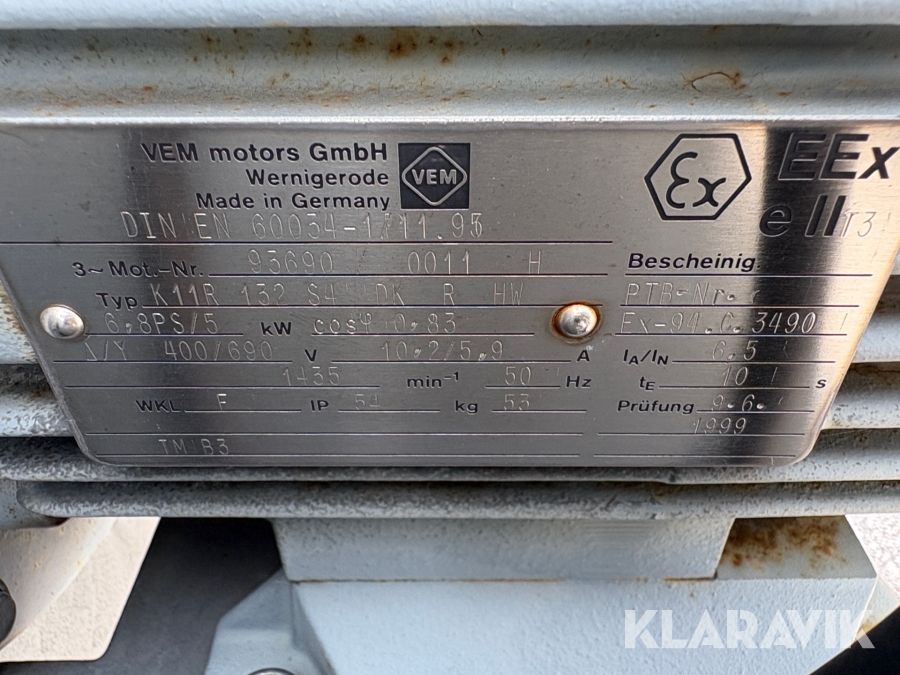 VEM motors GmbH
Wernigerode
Made in Germany
VEM
Ex
EEx
e II T3
DIN EN 60034-1/11.95
3~ Mot.-Nr. 93690 / 0011 H
Typ K11R 132 S4 DK R HW
6,8PS/5 kW cosφ 0,83
Δ/Y 400/690 V 10,2/5,9 A
1435 min⁻¹ 50 Hz
WKL F IP 54 kg 53
TM B3
Bescheinig.
PTB-Nr.
Ex-94.C.3490
IA/IN 6,5
tE 10 s
Prüfung 9.6.
1999
KLARAVIK